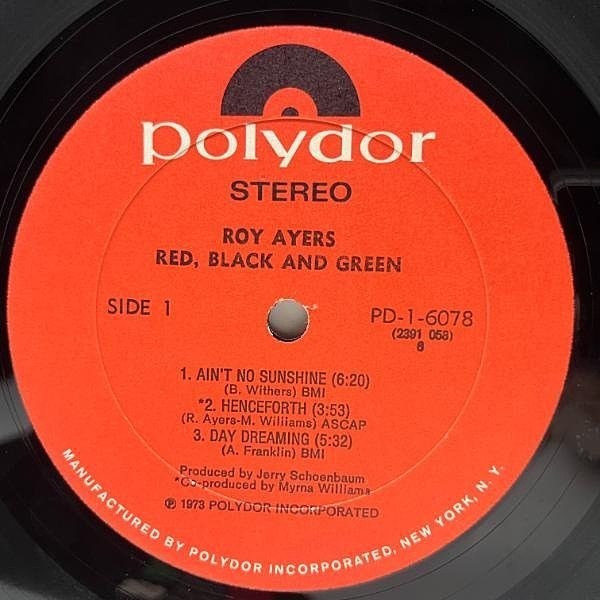 polydor
STEREO
ROY AYERS
RED, BLACK AND GREEN
SIDE 1
PD-1-6078
(2391 058)
6
1. AIN'T NO SUNSHINE (6:20)
(B. Withers) BMI
*2. HENCEFORTH (3:53)
(R. Ayers-M. Williams) ASCAP
3. DAY DREAMING (5:32)
(A. Franklin) BMI
Produced by Jerry Schoenbaum
*Co-produced by Myrna Williams
℗ 1973 POLYDOR INCORPORATED
MANUFACTURED BY POLYDOR INCORPORATED, NEW YORK, N. Y.